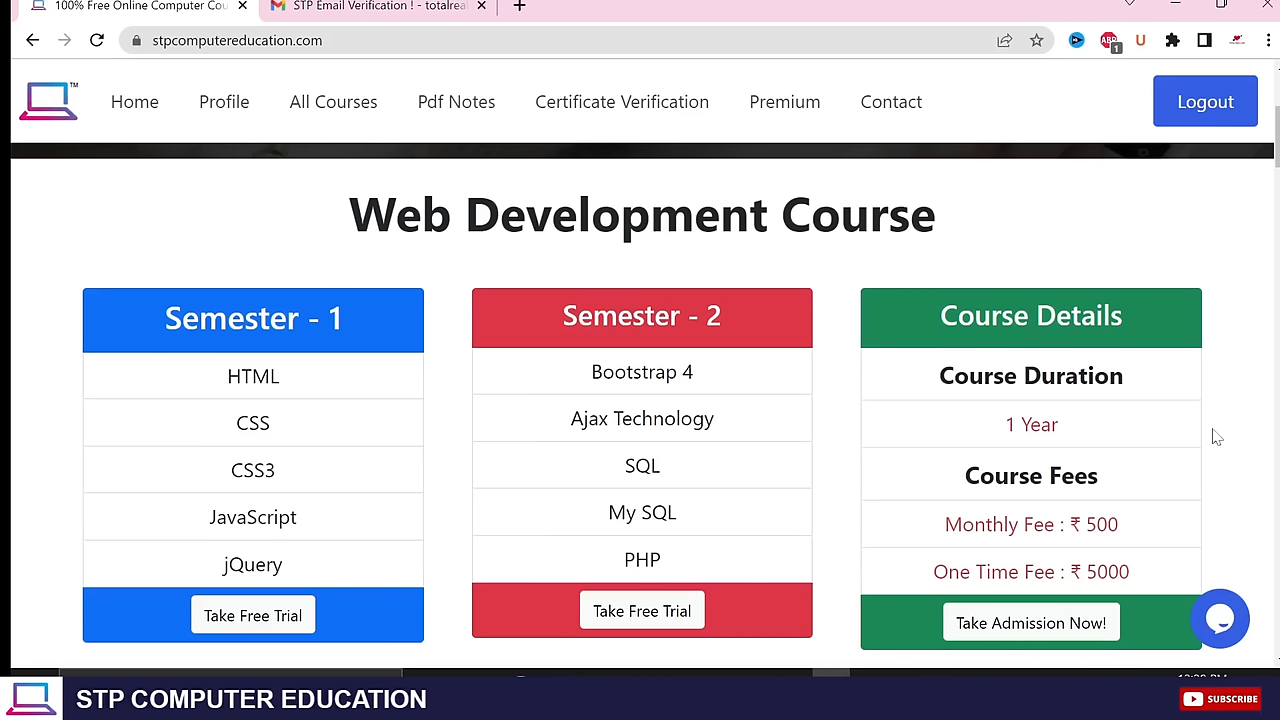 100% Free Online Computer Cou
STP Email Verification ! - totalrea
stpcomputereducation.com
ABP
1
U
TM
Home
Profile
All Courses
Pdf Notes
Certificate Verification
Premium
Contact
Logout
Web Development Course
Semester - 1
HTML
CSS
CSS3
JavaScript
jQuery
Take Free Trial
Semester - 2
Bootstrap 4
Ajax Technology
SQL
My SQL
PHP
Take Free Trial
Course Details
Course Duration
1 Year
Course Fees
Monthly Fee : ₹ 500
One Time Fee : ₹ 5000
Take Admission Now!
STP COMPUTER EDUCATION
SUBSCRIBE